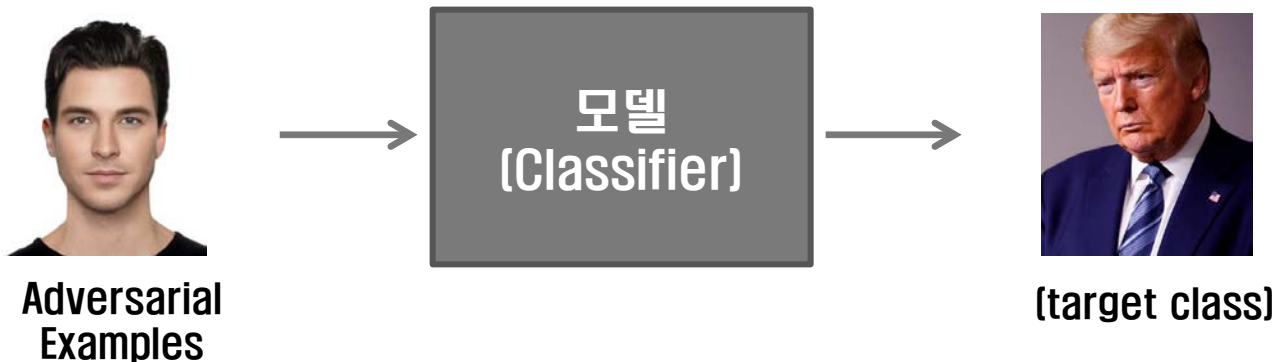 모델
(Classifier)
Adversarial
Examples
(target class)